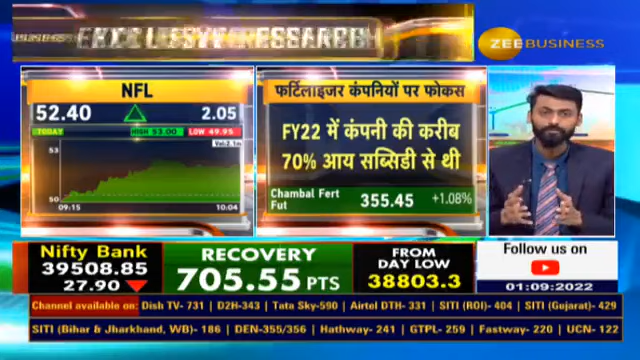 ZEE BUSINESS
NFL
52.40 2.05
TODAY HIGH 53.00 LOW 49.95
Vol:2.1m
53
50
09:15 10:04
फर्टिलाइजर कंपनियों पर फोकस
FY22 में कंपनी की करीब
70% आय सब्सिडी से थी
Chambal Fert
Fut 355.45 +1.08%
Nifty Bank
39508.85
27.90
RECOVERY
705.55 PTS
FROM
DAY LOW
38803.3
Follow us on
01:09:2022
Channel available on: Dish TV- 731 | D2H-343 | Tata Sky-590 | Airtel DTH- 331 | SITI (ROI)- 404 | SITI (Gujarat)- 429
SITI (Bihar & Jharkhand, WB)- 186 | DEN-355/356 | Hathway- 241 | GTPL- 259 | Fastway- 220 | UCN- 122